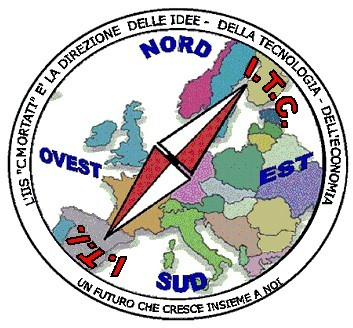 L'IIS "C.MORTATI" E' LA DIREZIONE DELLE IDEE - DELLA TECNOLOGIA - DELL'ECONOMIA
NORD
I.T.C.
OVEST
EST
I.T.I.
SUD
UN FUTURO CHE CRESCE INSIEME A NOI